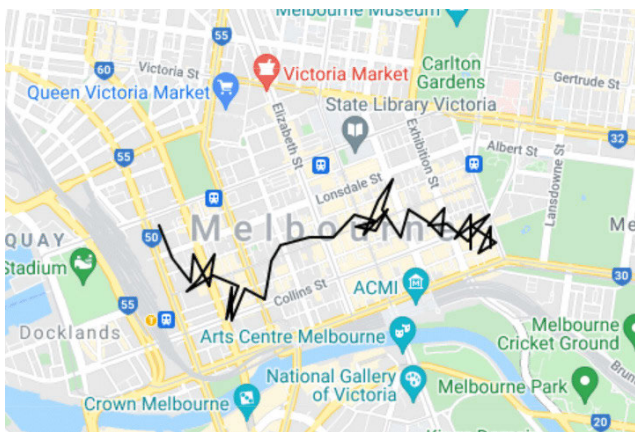 Melbourne Museum
55
Carlton
Gardens
60
Victoria St
Victoria Market
Gertrude St
Queen Victoria Market
State Library Victoria
Elizabeth St
Exhibition St
Albert St
32
55
Lansdowne St
Lonsdale St
50
Melbourne
QUAY
Stadium
Me
30
Collins St
ACMI
55
Docklands
Arts Centre Melbourne
Melbourne
Cricket Ground
National Gallery
of Victoria
Melbourne Park
Crown Melbourne
20